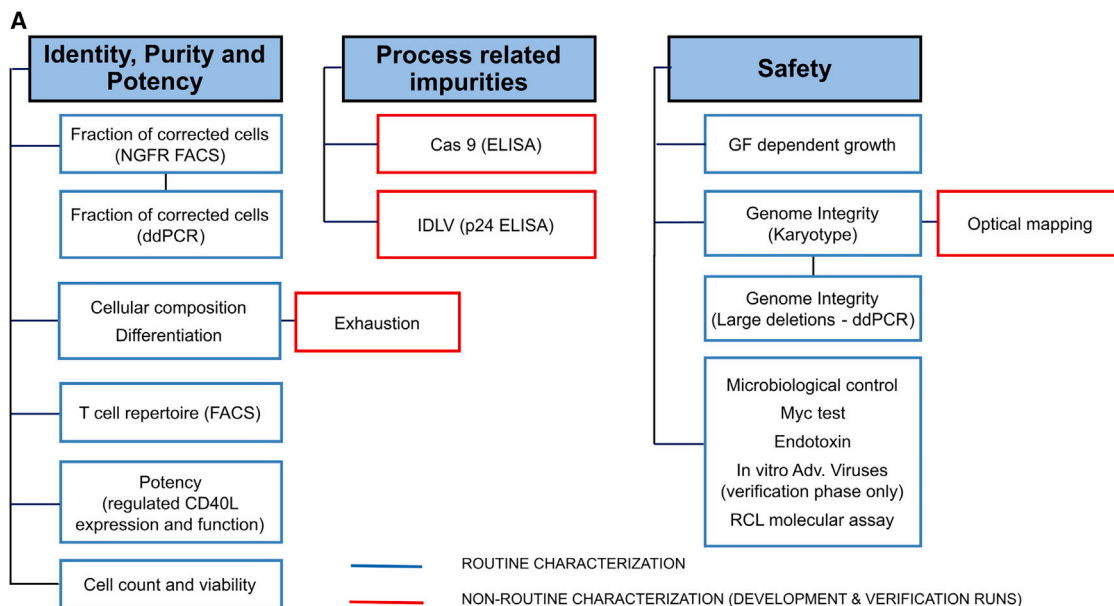 A
Identity, Purity and
Potency
Fraction of corrected cells
(NGFR FACS)
Fraction of corrected cells
(ddPCR)
Cellular composition
Differentiation
Exhaustion
T cell repertoire (FACS)
Potency
(regulated CD40L
expression and function)
Cell count and viability
Process related
impurities
Cas 9 (ELISA)
IDLV (p24 ELISA)
Safety
GF dependent growth
Genome Integrity
(Karyotype)
Optical mapping
Genome Integrity
(Large deletions - ddPCR)
Microbiological control
Myc test
Endotoxin
In vitro Adv. Viruses
(verification phase only)
RCL molecular assay
ROUTINE CHARACTERIZATION
NON-ROUTINE CHARACTERIZATION (DEVELOPMENT & VERIFICATION RUNS)